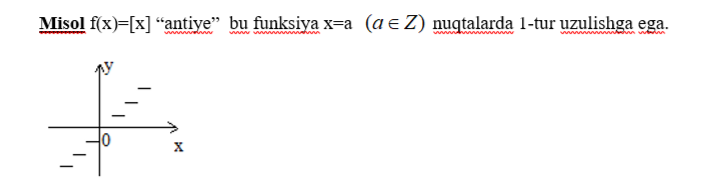 Misol f(x)=[x] “antiye” bu funksiya x=a (a ∈ Z) nuqtalarda 1-tur uzulishga ega.
y
0
x